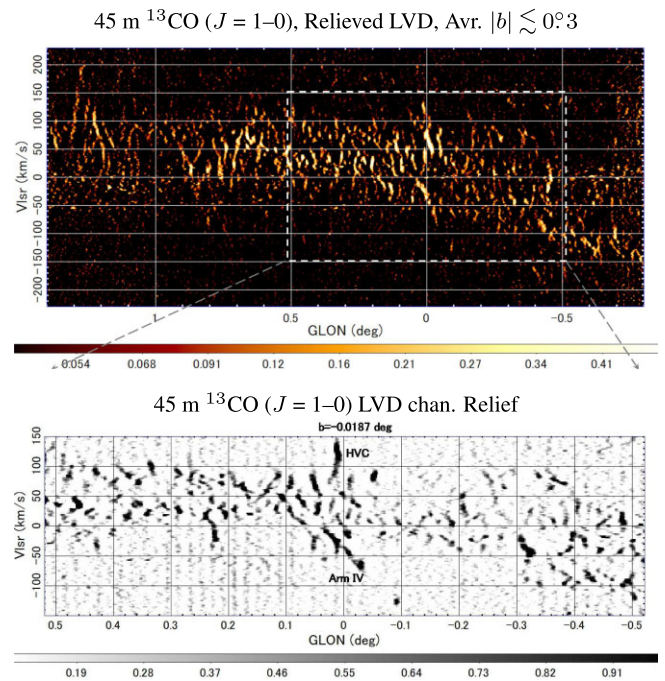 45 m ¹³CO (J = 1–0), Relieved LVD, Avr. |b| ≲ 0.°3
Vlsr (km/s)
200
150
100
50
0
−50
−100
−150
−200
1 0.5 0 −0.5
GLON (deg)
0.054 0.068 0.091 0.12 0.16 0.21 0.27 0.34 0.41
45 m ¹³CO (J = 1–0) LVD chan. Relief
b=-0.0187 deg
HVC
Vlsr (km/s)
150
100
50
0
−50
−100
Arm IV
0.5 0.4 0.3 0.2 0.1 0 −0.1 −0.2 −0.3 −0.4 −0.5
GLON (deg)
0.19 0.28 0.37 0.46 0.55 0.64 0.73 0.82 0.91